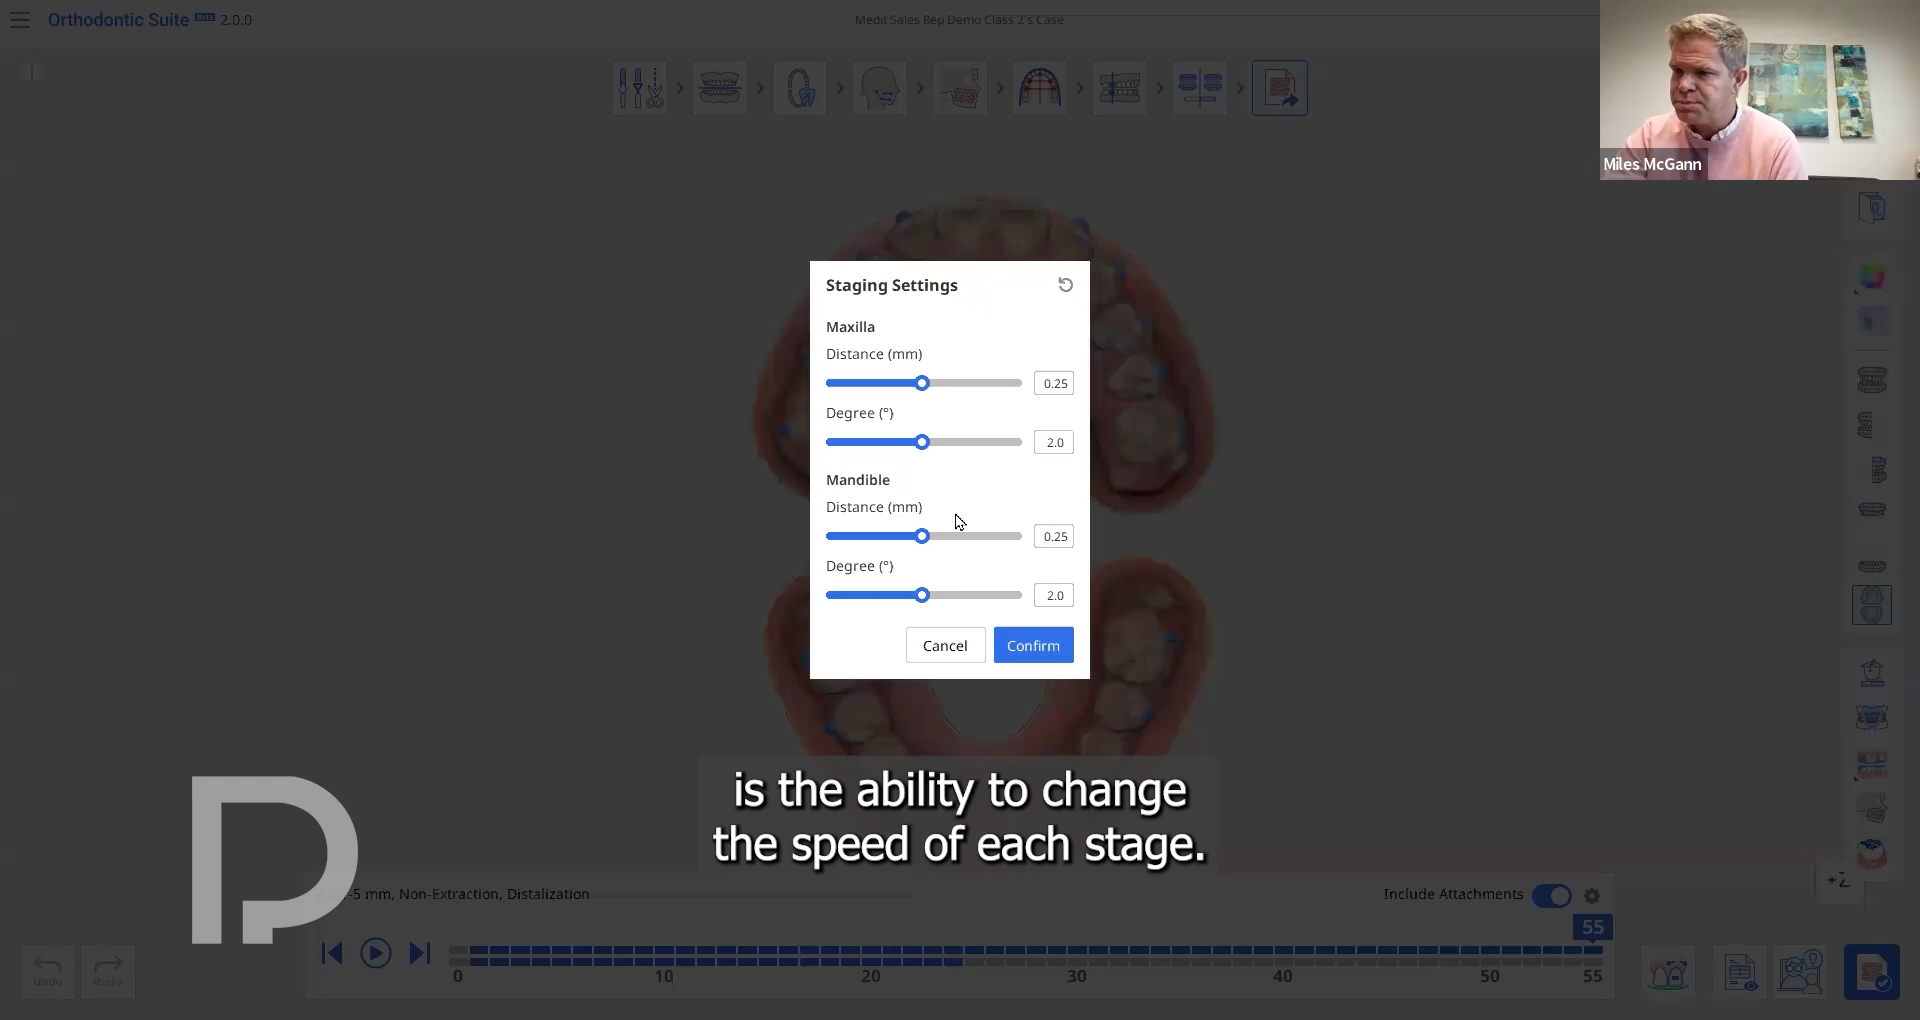 Orthodontic Suite Beta 2.0.0
Medit Sales Rep Demo Class 2's Case
Miles McGann
Staging Settings
Maxilla
Distance (mm)
0.25
Degree (°)
2.0
Mandible
Distance (mm)
0.25
Degree (°)
2.0
Cancel
Confirm
is the ability to change
the speed of each stage.
-5 mm, Non-Extraction, Distalization
Include Attachments
55
0 10 20 30 40 50 55
Undo
Redo